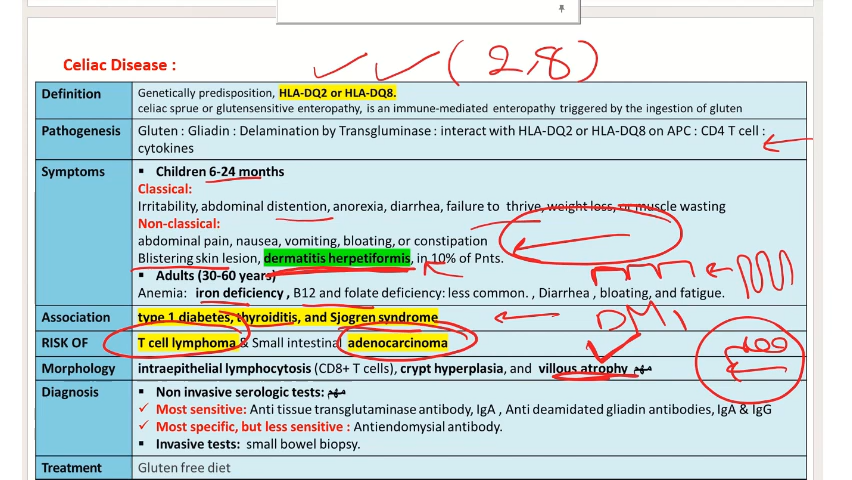 Celiac Disease :
(2,8)
Definition
Genetically predisposition, HLA-DQ2 or HLA-DQ8.
celiac sprue or glutensensitive enteropathy, is an immune-mediated enteropathy triggered by the ingestion of gluten
Pathogenesis
Gluten : Gliadin : Delamination by Transgluminase : interact with HLA-DQ2 or HLA-DQ8 on APC : CD4 T cell :
cytokines
Symptoms
▪ Children 6-24 months
Classical:
Irritability, abdominal distention, anorexia, diarrhea, failure to thrive, weight loss, or muscle wasting
Non-classical:
abdominal pain, nausea, vomiting, bloating, or constipation
Blistering skin lesion, dermatitis herpetiformis, in 10% of Pnts.
▪ Adults (30-60 years)
Anemia: iron deficiency , B12 and folate deficiency: less common. , Diarrhea , bloating, and fatigue.
Association
type 1 diabetes, thyroiditis, and Sjogren syndrome
DM1
RISK OF
T cell lymphoma & Small intestinal adenocarcinoma
Morphology
intraepithelial lymphocytosis (CD8+ T cells), crypt hyperplasia, and villous atrophy
Diagnosis
▪ Non invasive serologic tests:
✓ Most sensitive: Anti tissue transglutaminase antibody, IgA , Anti deamidated gliadin antibodies, IgA & IgG
✓ Most specific, but less sensitive : Antiendomysial antibody.
▪ Invasive tests: small bowel biopsy.
Treatment
Gluten free diet